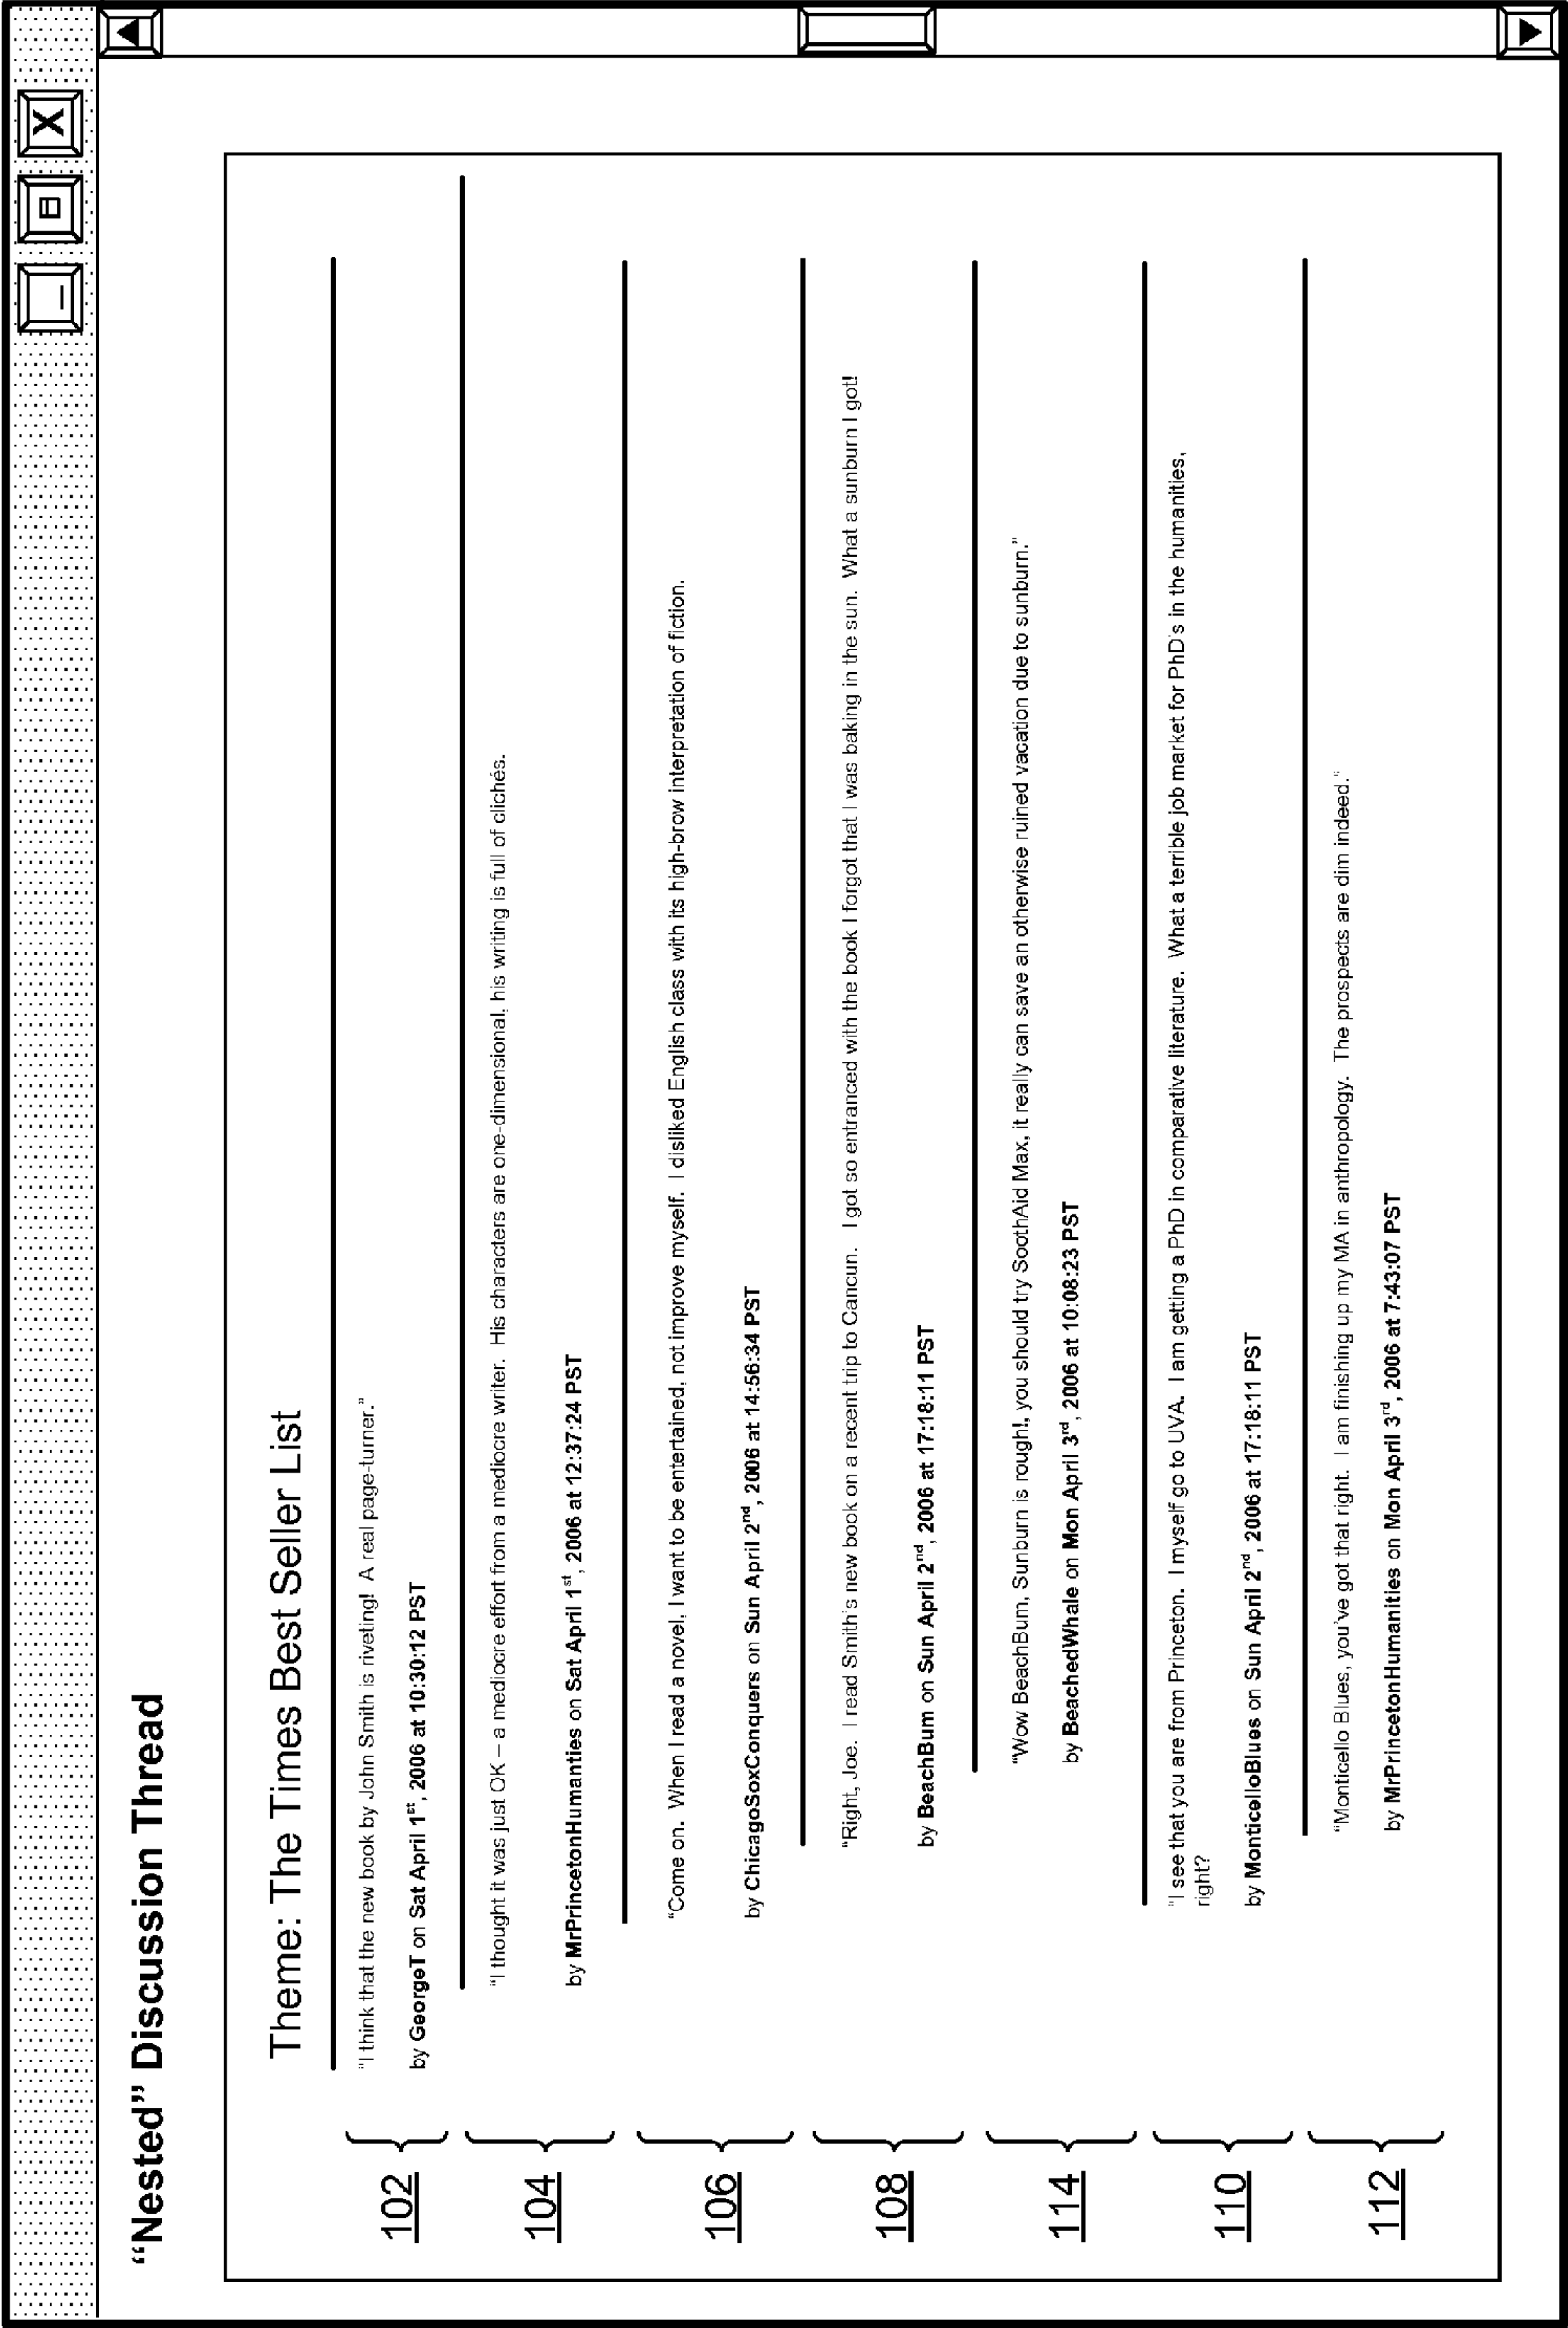 X
“Nested” Discussion Thread
Theme: The Times Best Seller List
102
“I think that the new book by John Smith is riveting! A real page-turner.”
by GeorgeT on Sat April 1st, 2006 at 10:30:12 PST
104
“I thought it was just OK – a mediocre effort from a mediocre writer. His characters are one-dimensional, his writing is full of clichés.
by MrPrincetonHumanties on Sat April 1st, 2006 at 12:37:24 PST
106
“Come on. When I read a novel, I want to be entertained, not improve myself. I disliked English class with its high-brow interpretation of fiction.
by ChicagoSoxConquers on Sun April 2nd, 2006 at 14:56:34 PST
108
“Right, Joe. I read Smith's new book on a recent trip to Cancun. I got so entranced with the book I forgot that I was baking in the sun. What a sunburn I got!
by BeachBum on Sun April 2nd, 2006 at 17:18:11 PST
114
“Wow BeachBum, Sunburn is rough!, you should try SoothAid Max, it really can save an otherwise ruined vacation due to sunburn.”
by BeachedWhale on Mon April 3rd, 2006 at 10:08:23 PST
110
“I see that you are from Princeton. I myself go to UVA. I am getting a PhD in comparative literature. What a terrible job market for PhD's in the humanities,
right?
by MonticelloBlues on Sun April 2nd, 2006 at 17:18:11 PST
112
“Monticello Blues, you've got that right. I am finishing up my MA in anthropology. The prospects are dim indeed.”
by MrPrincetonHumanities on Mon April 3rd, 2006 at 7:43:07 PST